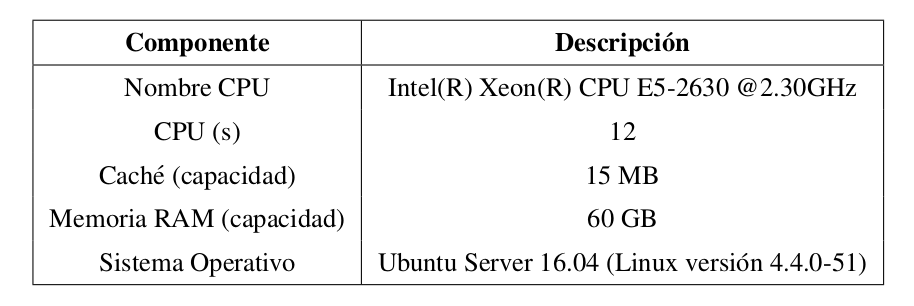 Componente Descripción
Nombre CPU Intel(R) Xeon(R) CPU E5-2630 @2.30GHz
CPU (s) 12
Caché (capacidad) 15 MB
Memoria RAM (capacidad) 60 GB
Sistema Operativo Ubuntu Server 16.04 (Linux versión 4.4.0-51)